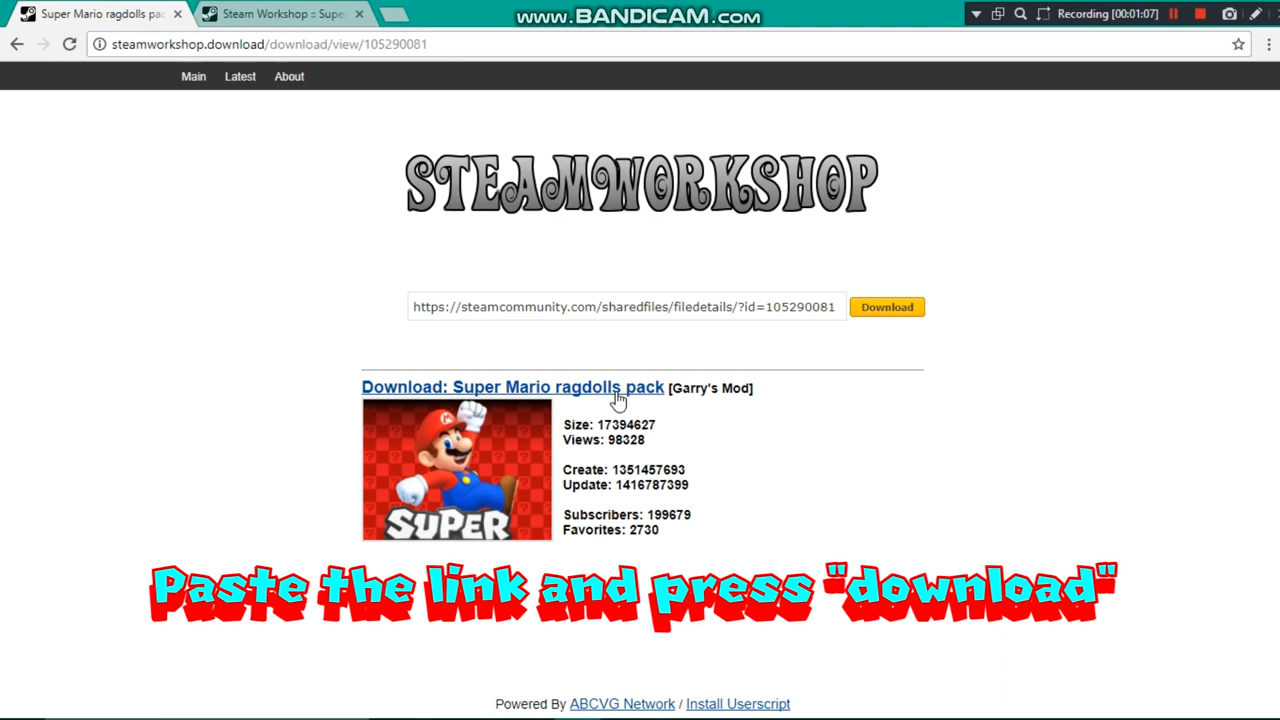 Super Mario ragdolls pac
Steam Workshop :: Super
www.BANDICAM.com
Recording [00:01:07]
steamworkshop.download/download/view/105290081
Main Latest About
STEAMWORKSHOP
https://steamcommunity.com/sharedfiles/filedetails/?id=105290081 Download
Download: Super Mario ragdolls pack [Garry's Mod]
Size: 17394627
Views: 98328
Create: 1351457693
Update: 1416787399
Subscribers: 199679
Favorites: 2730
M
SUPER
Paste the link and press "download"
Powered By ABCVG Network / Install Userscript